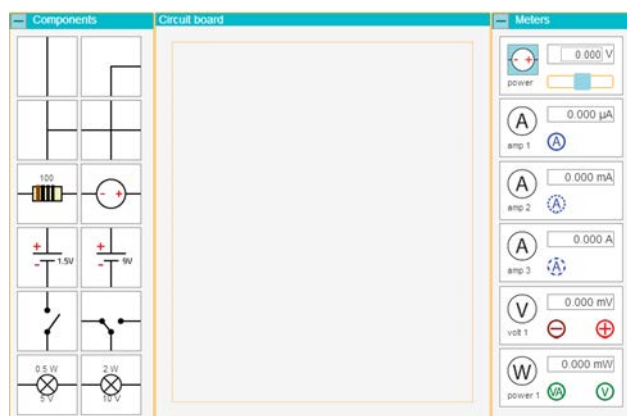 Components
Circuit board
Meters
100
- +
+
-
1.5V
+
-
9V
0.5 W
5 V
2 W
10 V
- +
0.000 V
power
A
0.000 µA
amp 1
A
A
0.000 mA
amp 2
A
A
0.000 A
amp 3
A
V
0.000 mV
volt 1
- +
W
0.000 mW
power 1
VA
V